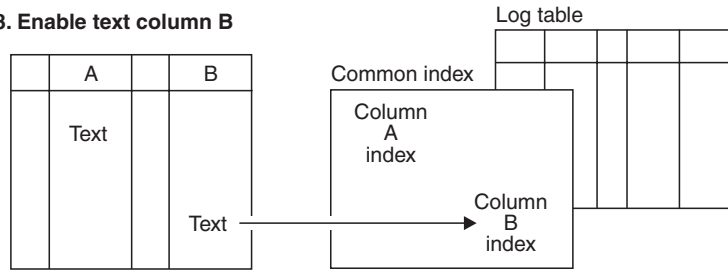 3. Enable text column B
Log table
A
B
Common index
Column
A
index
Text
Column
B
index
Text